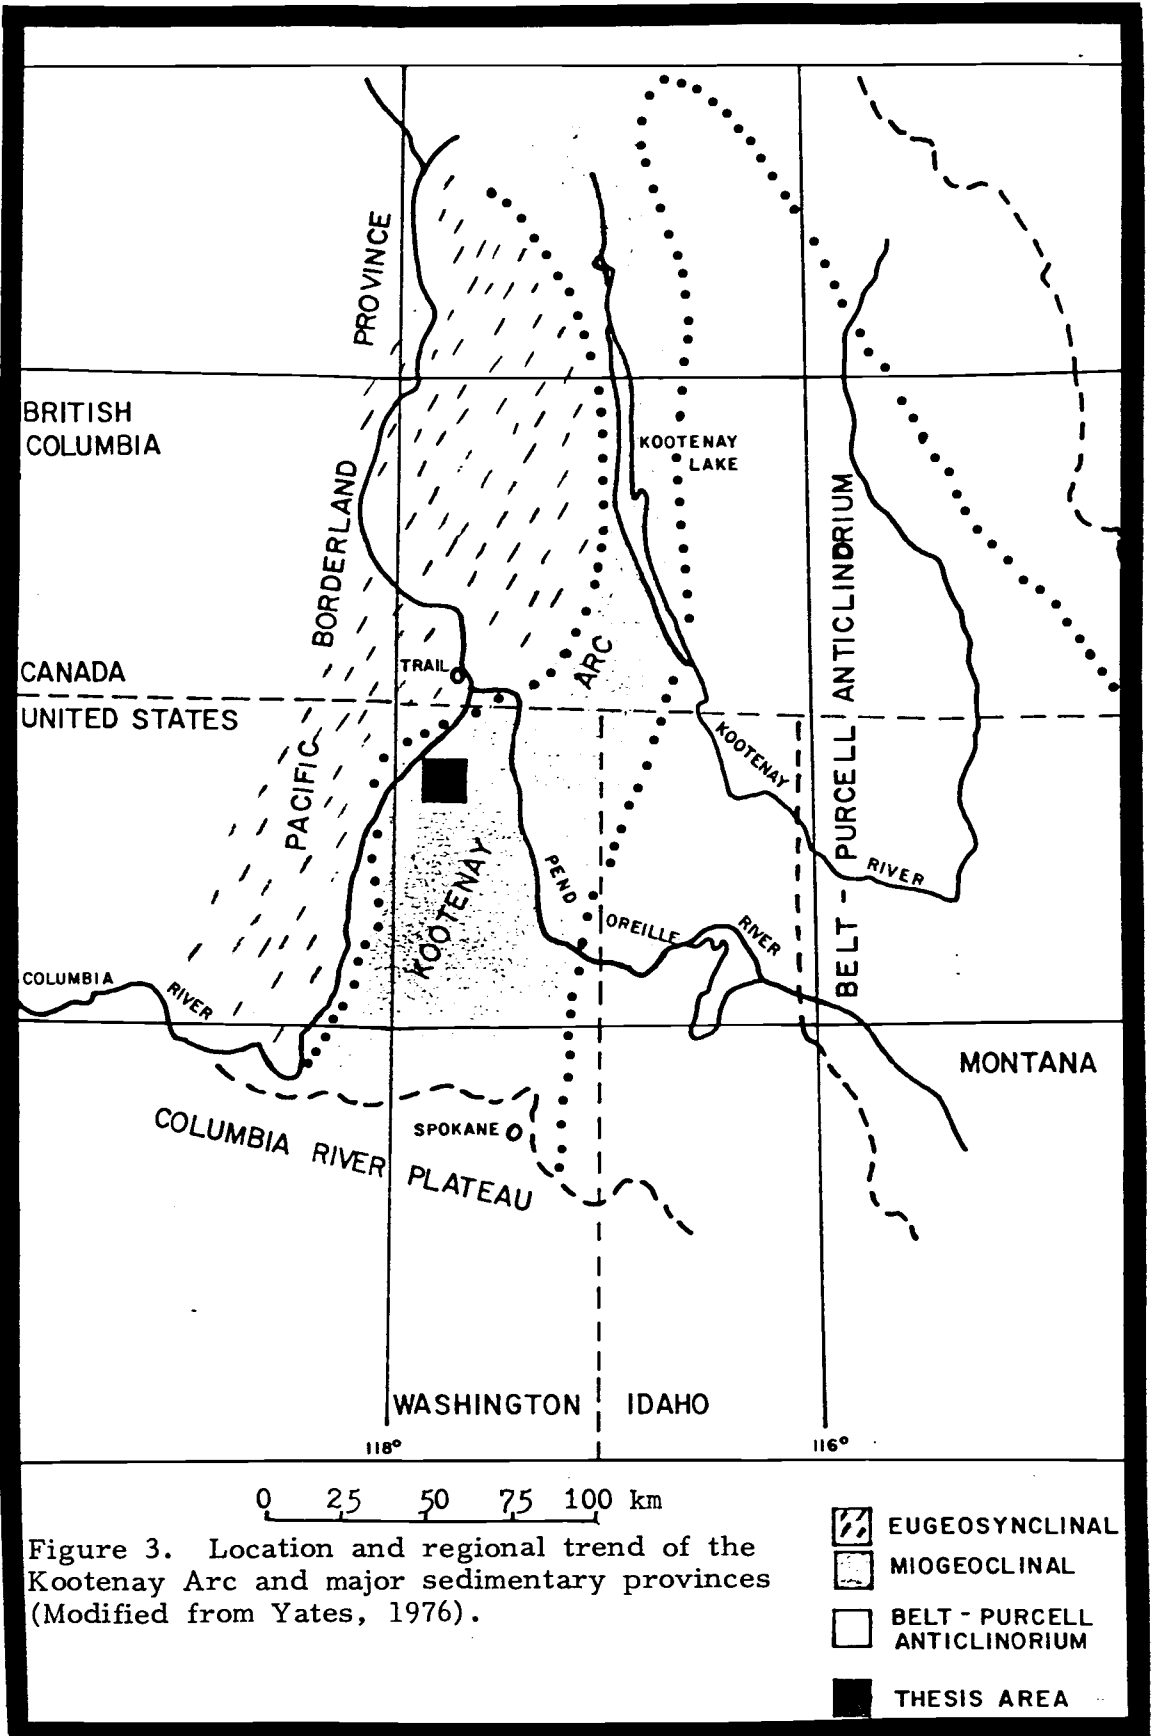 PROVINCE
BRITISH
COLUMBIA
KOOTENAY
LAKE
BORDERLAND
BELT - PURCELL ANTICLINORIUM
ARC
TRAIL
CANADA
UNITED STATES
PACIFIC
KOOTENAY
RIVER
KOOTENAY
PEND
OREILLE
RIVER
COLUMBIA
RIVER
MONTANA
COLUMBIA RIVER PLATEAU
SPOKANE
WASHINGTON
IDAHO
118°
116°
0 25 50 75 100 km
Figure 3. Location and regional trend of the
Kootenay Arc and major sedimentary provinces
(Modified from Yates, 1976).
EUGEOSYNCLINAL
MIOGEOCLINAL
BELT - PURCELL
ANTICLINORIUM
THESIS AREA